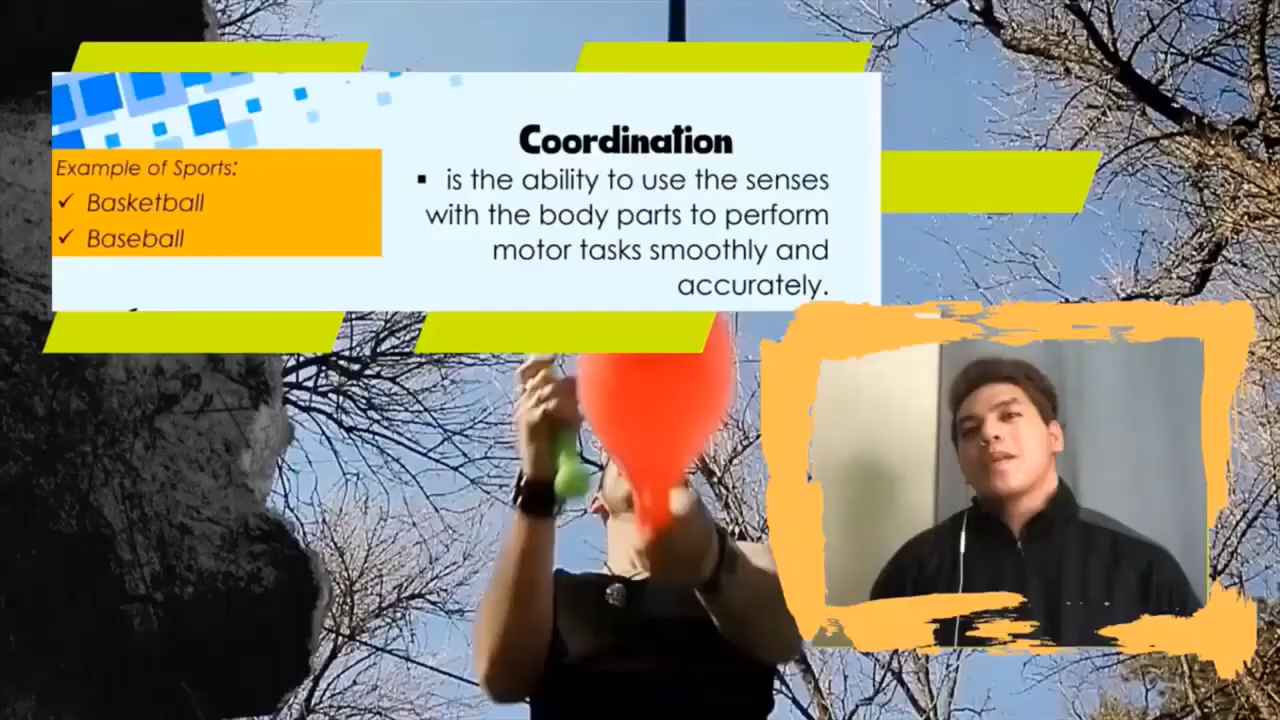 Coordination
▪ is the ability to use the senses
with the body parts to perform
motor tasks smoothly and
accurately.
Example of Sports:
✓ Basketball
✓ Baseball